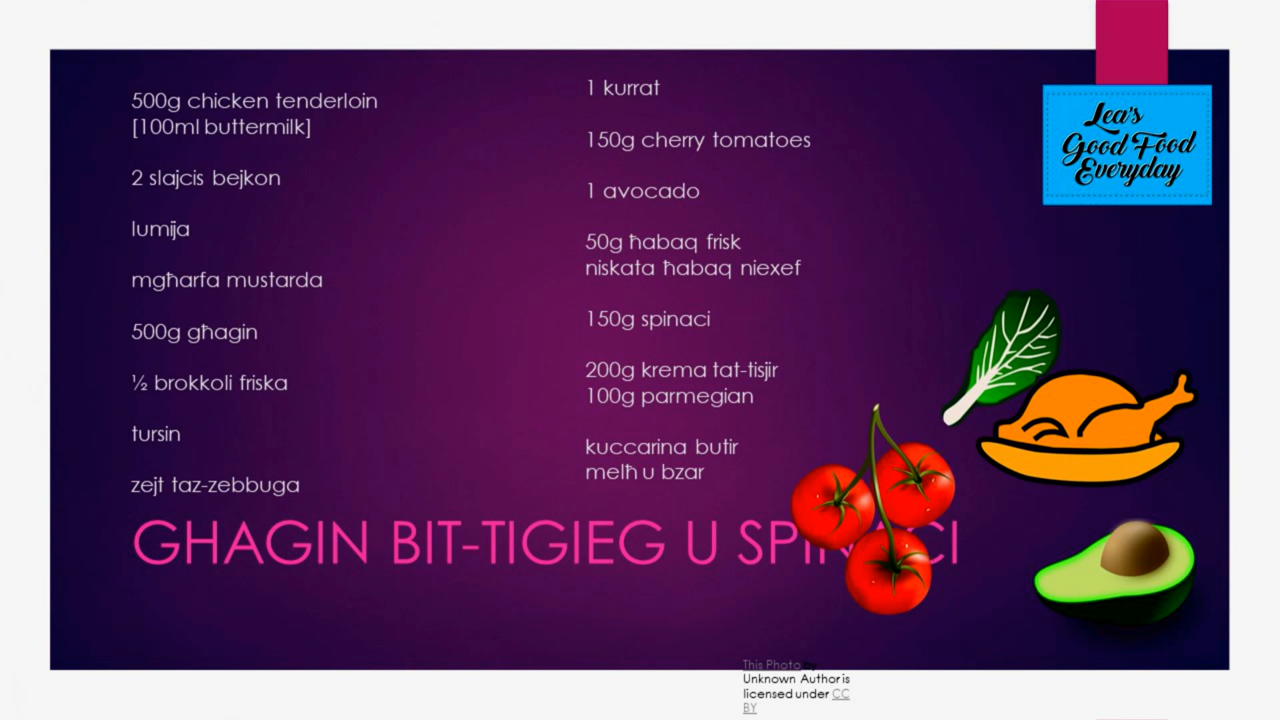 500g chicken tenderloin
[100ml buttermilk]
2 slajcis bejkon
lumija
mgħarfa mustarda
500g għagin
½ brokkoli friska
tursin
zejt taz-zebbuga
1 kurrat
150g cherry tomatoes
1 avocado
50g ħabaq frisk
niskata ħabaq niexef
150g spinaci
200g krema tat-tisjir
100g parmegian
kuccarina butir
melħ u bzar
GHAGIN BIT-TIGIEG U
Lea's
Good Food
Everyday
This Photo by
Unknown Author is
licensed under CC
BY